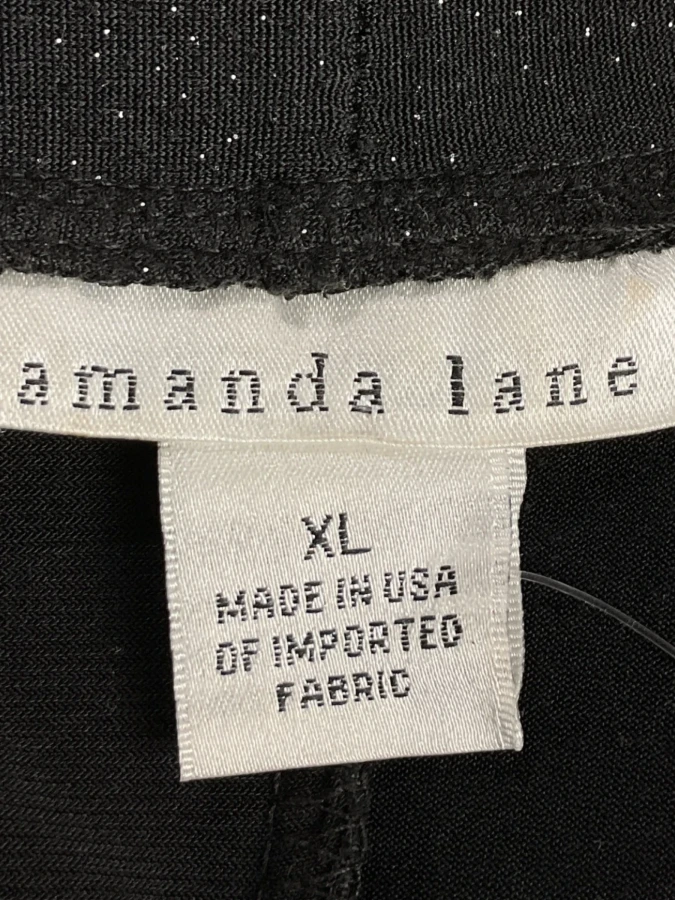 amanda lane
XL
MADE IN USA
OF IMPORTED
FABRIC